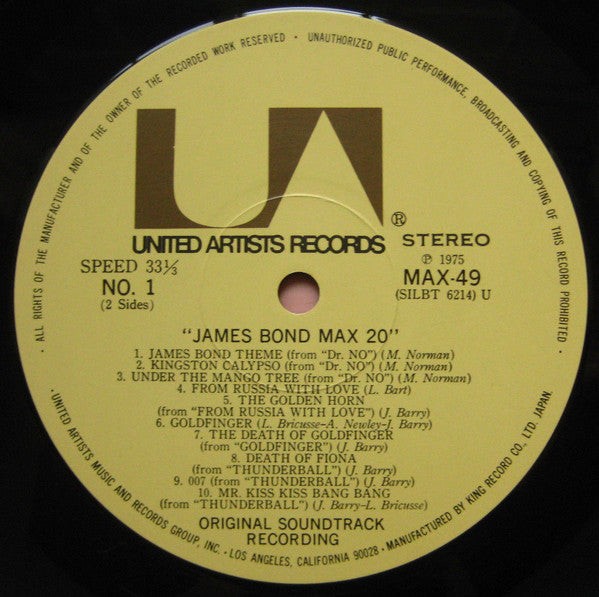 ALL RIGHTS OF THE MANUFACTURER AND OF THE OWNER OF THE RECORDED WORK RESERVED • UNAUTHORIZED PUBLIC PERFORMANCE, BROADCASTING AND COPYING OF THIS RECORD PROHIBITED •
UA®
UNITED ARTISTS RECORDS
STEREO
SPEED 33⅓
NO. 1
(2 Sides)
℗ 1975
MAX-49
(SILBT 6214) U
"JAMES BOND MAX 20"
1. JAMES BOND THEME (from "Dr. NO") (M. Norman)
2. KINGSTON CALYPSO (from "Dr. NO") (M. Norman)
3. UNDER THE MANGO TREE (from "Dr. NO") (M. Norman)
4. FROM RUSSIA WITH LOVE (L. Bart)
5. THE GOLDEN HORN
(from "FROM RUSSIA WITH LOVE") (J. Barry)
6. GOLDFINGER (L. Bricusse-A. Newley-J. Barry)
7. THE DEATH OF GOLDFINGER
(from "GOLDFINGER") (J. Barry)
8. DEATH OF FIONA
(from "THUNDERBALL") (J. Barry)
9. 007 (from "THUNDERBALL") (J. Barry)
10. MR. KISS KISS BANG BANG
(from "THUNDERBALL") (J. Barry-L. Bricusse)
ORIGINAL SOUNDTRACK
RECORDING
• UNITED ARTISTS MUSIC AND RECORDS GROUP, INC. • LOS ANGELES, CALIFORNIA 90028 • MANUFACTURED BY KING RECORD CO., LTD. JAPAN.